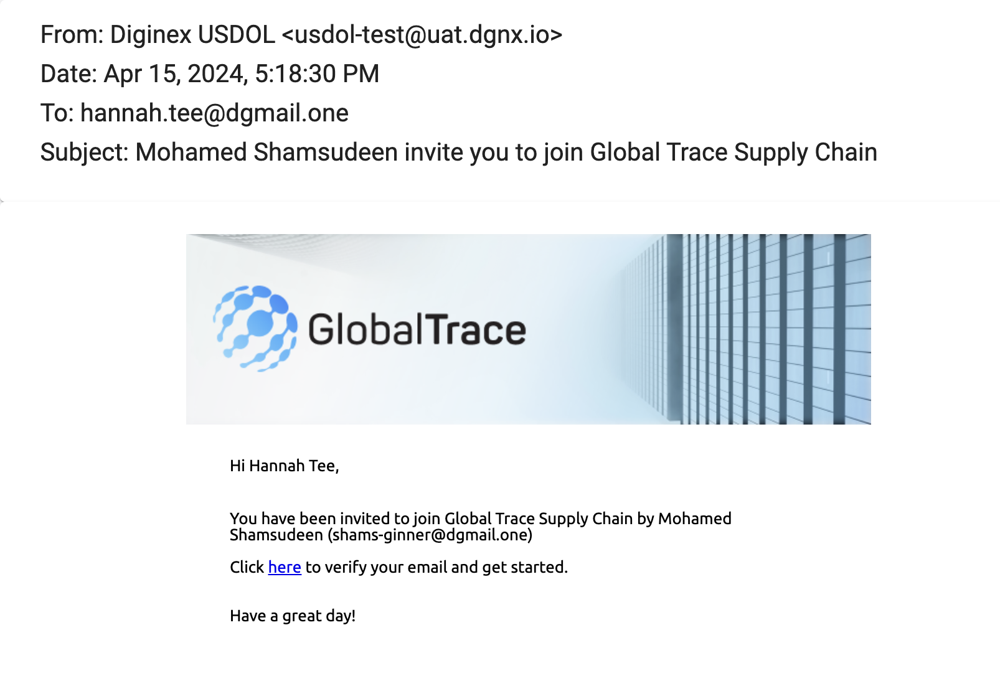 From: Diginex USDOL <usdol-test@uat.dgnx.io>
Date: Apr 15, 2024, 5:18:30 PM
To: hannah.tee@dgmail.one
Subject: Mohamed Shamsudeen invite you to join Global Trace Supply Chain
GlobalTrace
Hi Hannah Tee,
You have been invited to join Global Trace Supply Chain by Mohamed
Shamsudeen (shams-ginner@dgmail.one)
Click here to verify your email and get started.
Have a great day!